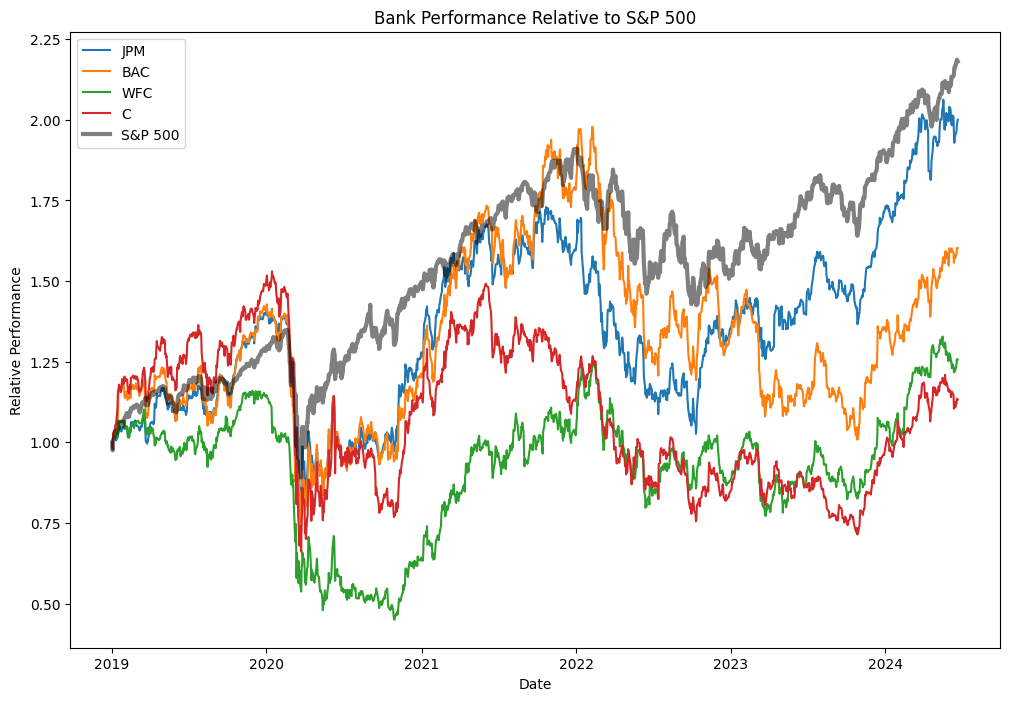 Bank Performance Relative to S&P 500
2.25
2.00
1.75
1.50
1.25
1.00
0.75
0.50
Relative Performance
JPM
BAC
WFC
C
S&P 500
2019
2020
2021
2022
2023
2024
Date